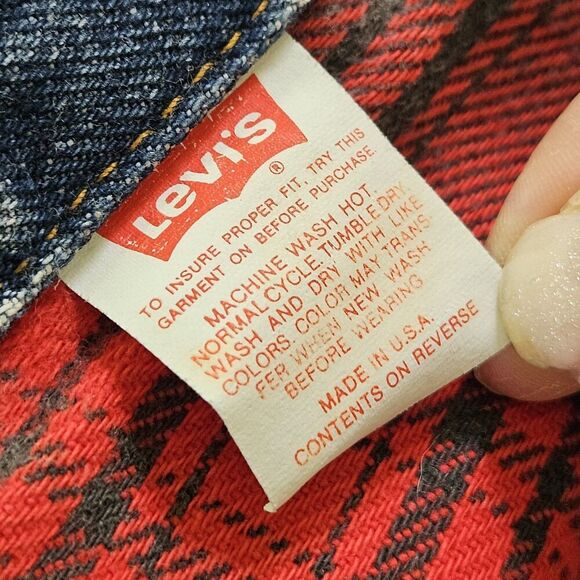 Levi's ®
TO INSURE PROPER FIT, TRY THIS
GARMENT ON BEFORE PURCHASE.
MACHINE WASH HOT
NORMAL CYCLE, TUMBLE DRY.
WASH AND DRY WITH LIKE
COLORS. COLOR MAY TRANS-
FER WHEN NEW. WASH
BEFORE WEARING
MADE IN U.S.A.
CONTENTS ON REVERSE